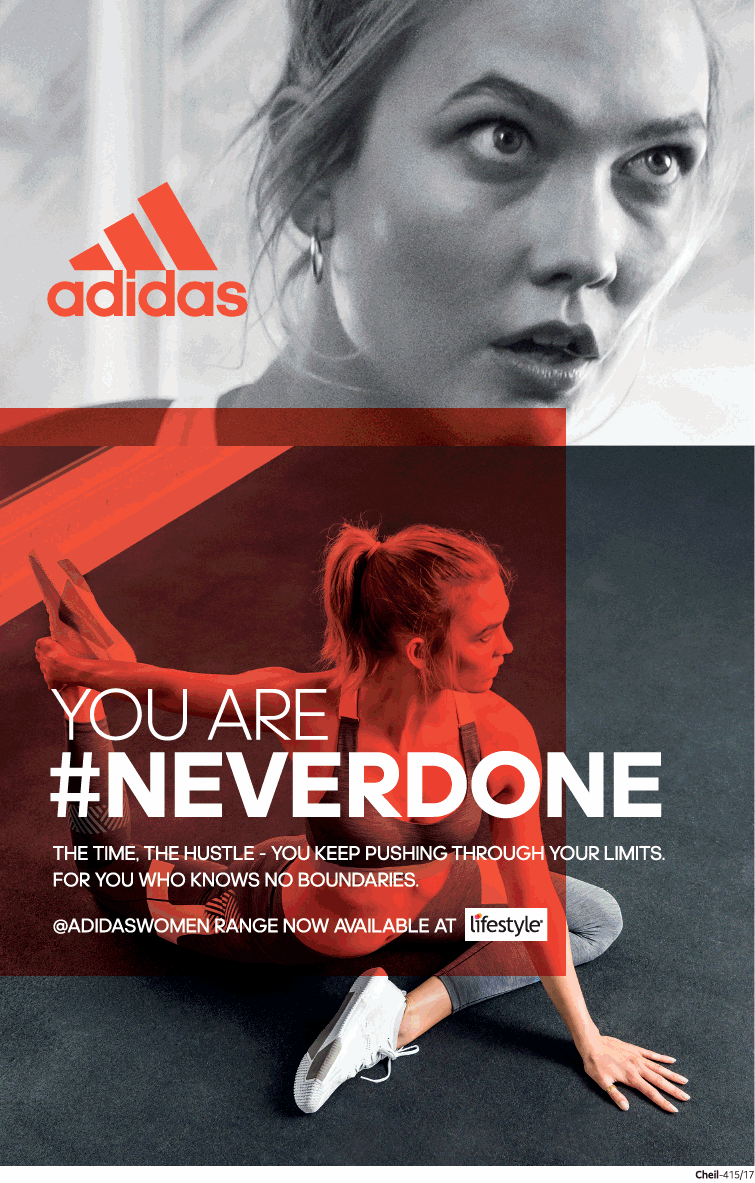 adidas
YOU ARE
#NEVERDONE
THE TIME, THE HUSTLE - YOU KEEP PUSHING THROUGH YOUR LIMITS.
FOR YOU WHO KNOWS NO BOUNDARIES.
@ADIDASWOMEN RANGE NOW AVAILABLE AT lifestyle
Cheil-415/17